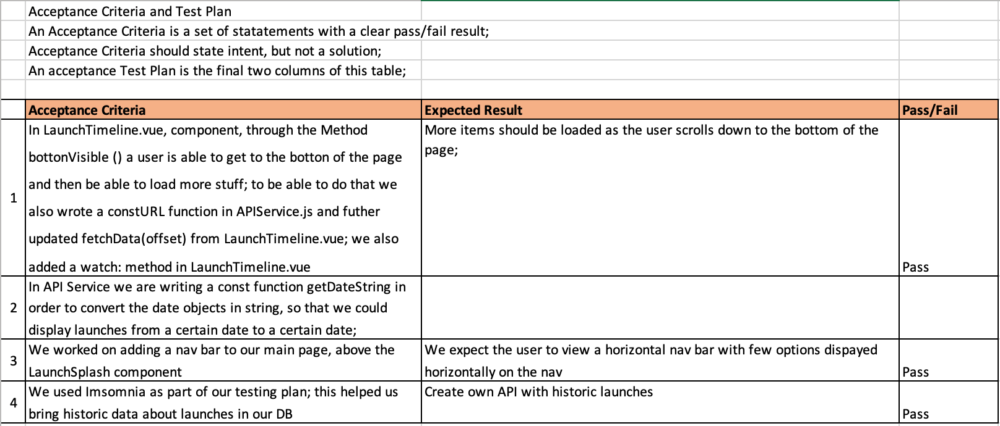 Acceptance Criteria and Test Plan
An Acceptance Criteria is a set of statatements with a clear pass/fail result;
Acceptance Criteria should state intent, but not a solution;
An acceptance Test Plan is the final two columns of this table;
Acceptance Criteria
Expected Result
Pass/Fail
1
In LaunchTimeline.vue, component, through the Method
bottonVisible () a user is able to get to the botton of the page
and then be able to load more stuff; to be able to do that we
also wrote a constURL function in APIService.js and futher
updated fetchData(offset) from LaunchTimeline.vue; we also
added a watch: method in LaunchTimeline.vue
More items should be loaded as the user scrolls down to the bottom of the
page;
Pass
2
In API Service we are writing a const function getDateString in
order to convert the date objects in string, so that we could
display launches from a certain date to a certain date;
3
We worked on adding a nav bar to our main page, above the
LaunchSplash component
We expect the user to view a horizontal nav bar with few options dispayed
horizontally on the nav
Pass
4
We used Imsomnia as part of our testing plan; this helped us
bring historic data about launches in our DB
Create own API with historic launches
Pass